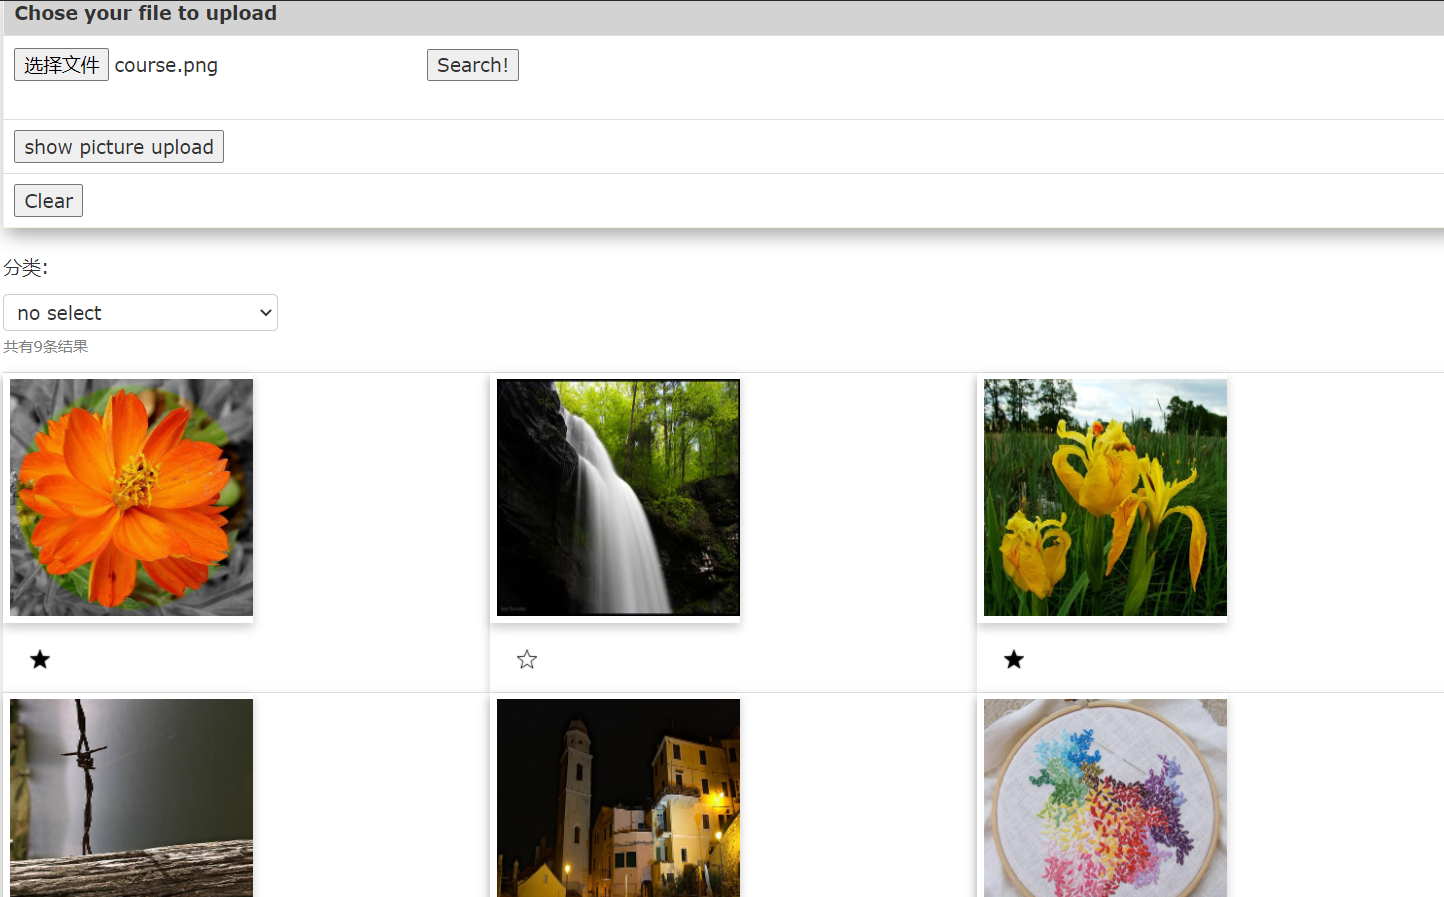 Chose your file to upload
选择文件 course.png Search!
show picture upload
Clear
分类:
no select
共有9条结果